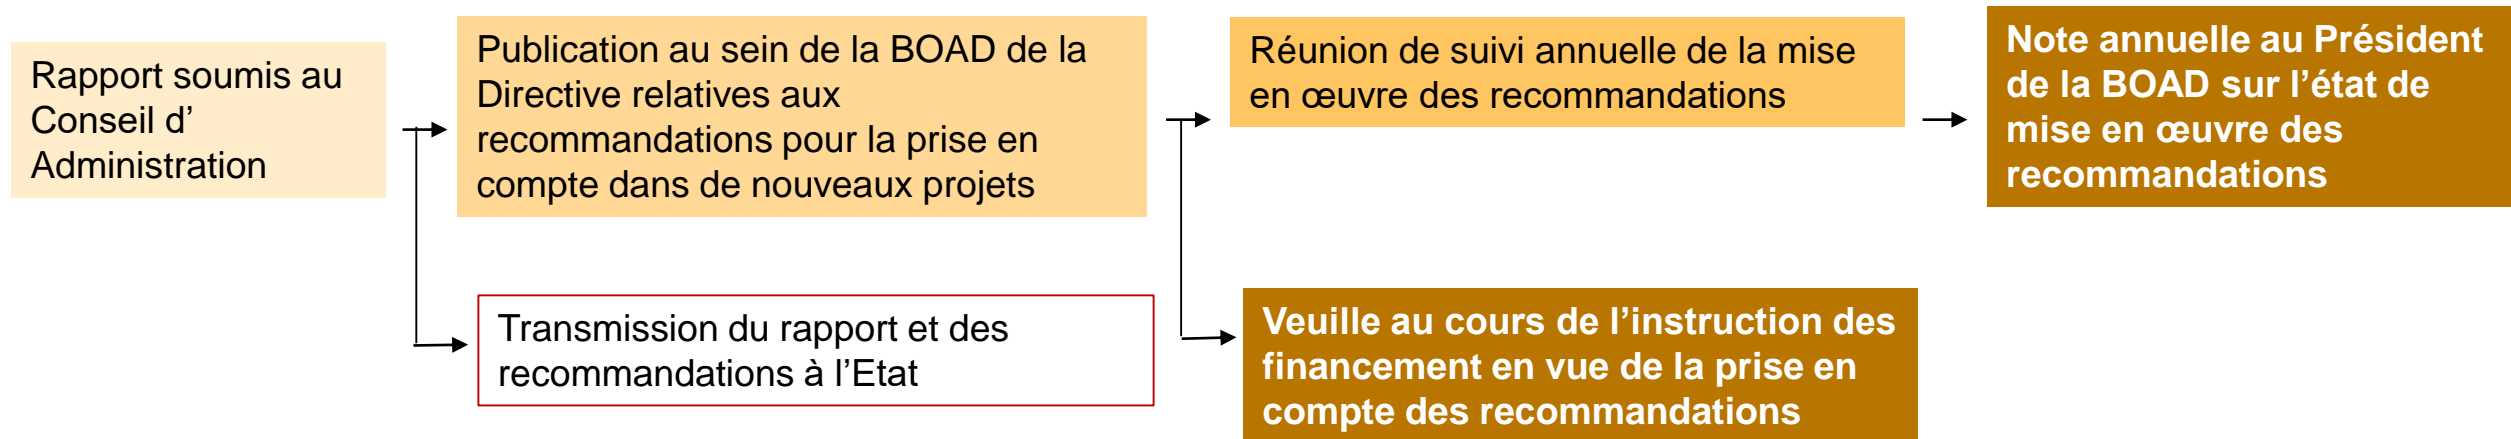 Rapport soumis au
Conseil d’
Administration
Publication au sein de la BOAD de la
Directive relatives aux
recommandations pour la prise en
compte dans de nouveaux projets
Transmission du rapport et des
recommandations à l’Etat
Réunion de suivi annuelle de la mise
en œuvre des recommandations
Veuille au cours de l’instruction des
financement en vue de la prise en
compte des recommandations
Note annuelle au Président
de la BOAD sur l’état de
mise en œuvre des
recommandations